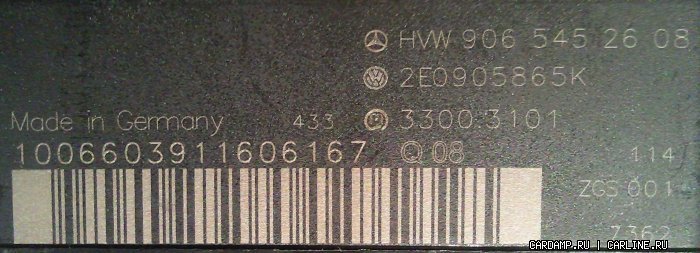 HVW 906 545 26 08
2E0905865K
Made in Germany 433 3300.3101
1006603911606167 Q 08 114
ZGS 001
7362
CARDAMP.RU | CARLINE.RU